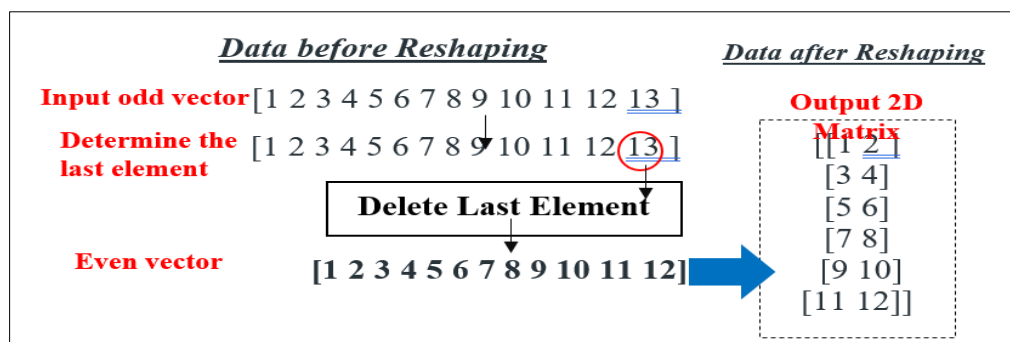 Data before Reshaping
Input odd vector [1 2 3 4 5 6 7 8 9 10 11 12 13 ]
Determine the last element [1 2 3 4 5 6 7 8 9 10 11 12 13 ]
Delete Last Element
Even vector [1 2 3 4 5 6 7 8 9 10 11 12]
Data after Reshaping
Output 2D
Matrix
[[1 2 ]
[3 4]
[5 6]
[7 8]
[9 10]
[11 12]]